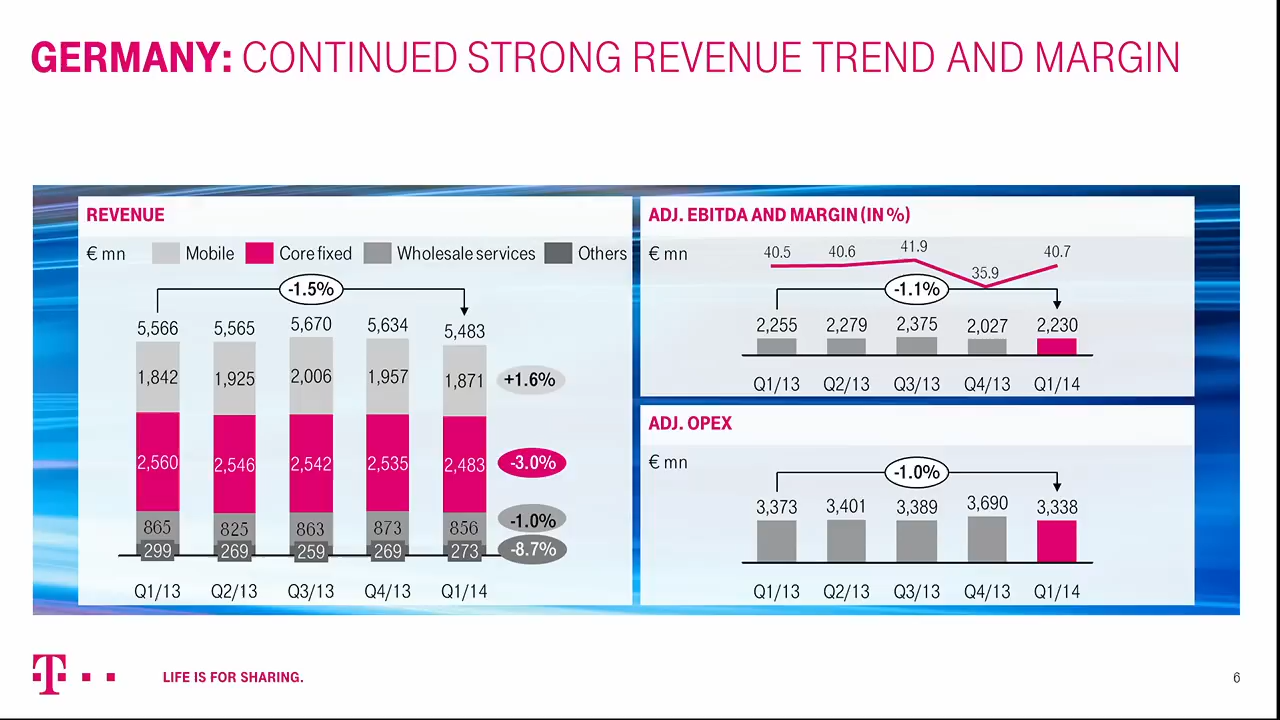 GERMANY: CONTINUED STRONG REVENUE TREND AND MARGIN
REVENUE
€ mn Mobile Core fixed Wholesale services Others
-1.5%
5,566 5,565 5,670 5,634 5,483
1,842 1,925 2,006 1,957 1,871 +1.6%
2,560 2,546 2,542 2,535 2,483 -3.0%
865 825 863 873 856 -1.0%
299 269 259 269 273 -8.7%
Q1/13 Q2/13 Q3/13 Q4/13 Q1/14
ADJ. EBITDA AND MARGIN (IN %)
€ mn
40.5 40.6 41.9 35.9 40.7
-1.1%
2,255 2,279 2,375 2,027 2,230
Q1/13 Q2/13 Q3/13 Q4/13 Q1/14
ADJ. OPEX
€ mn
-1.0%
3,373 3,401 3,389 3,690 3,338
Q1/13 Q2/13 Q3/13 Q4/13 Q1/14
T
LIFE IS FOR SHARING.
6